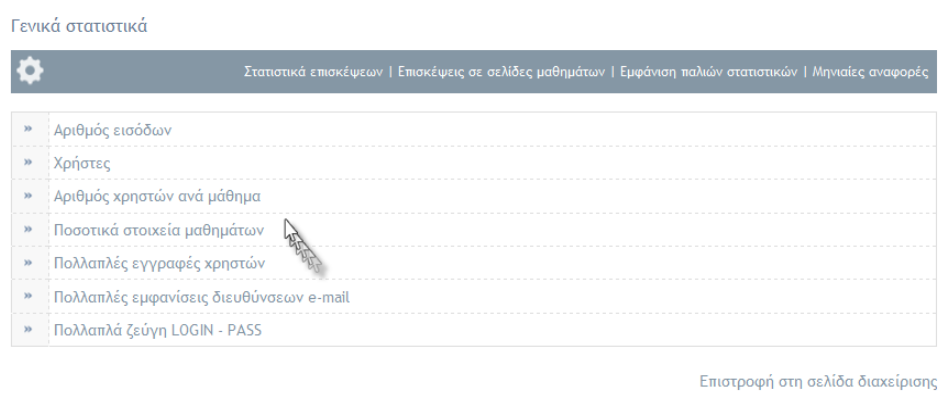 Γενικά στατιστικά
Στατιστικά επισκέψεων | Επισκέψεις σε σελίδες μαθημάτων | Εμφάνιση παλιών στατιστικών | Μηνιαίες αναφορές
» Αριθμός εισόδων
» Χρήστες
» Αριθμός χρηστών ανά μάθημα
» Ποσοτικά στοιχεία μαθημάτων
» Πολλαπλές εγγραφές χρηστών
» Πολλαπλές εμφανίσεις διευθύνσεων e-mail
» Πολλαπλά ζεύγη LOGIN - PASS
Επιστροφή στη σελίδα διαχείρισης